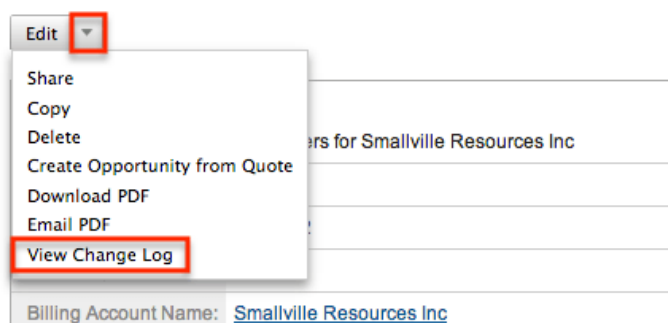 Edit
Share
Copy
Delete
ers for Smallville Resources Inc
Create Opportunity from Quote
Download PDF
Email PDF
View Change Log
Billing Account Name: Smallville Resources Inc